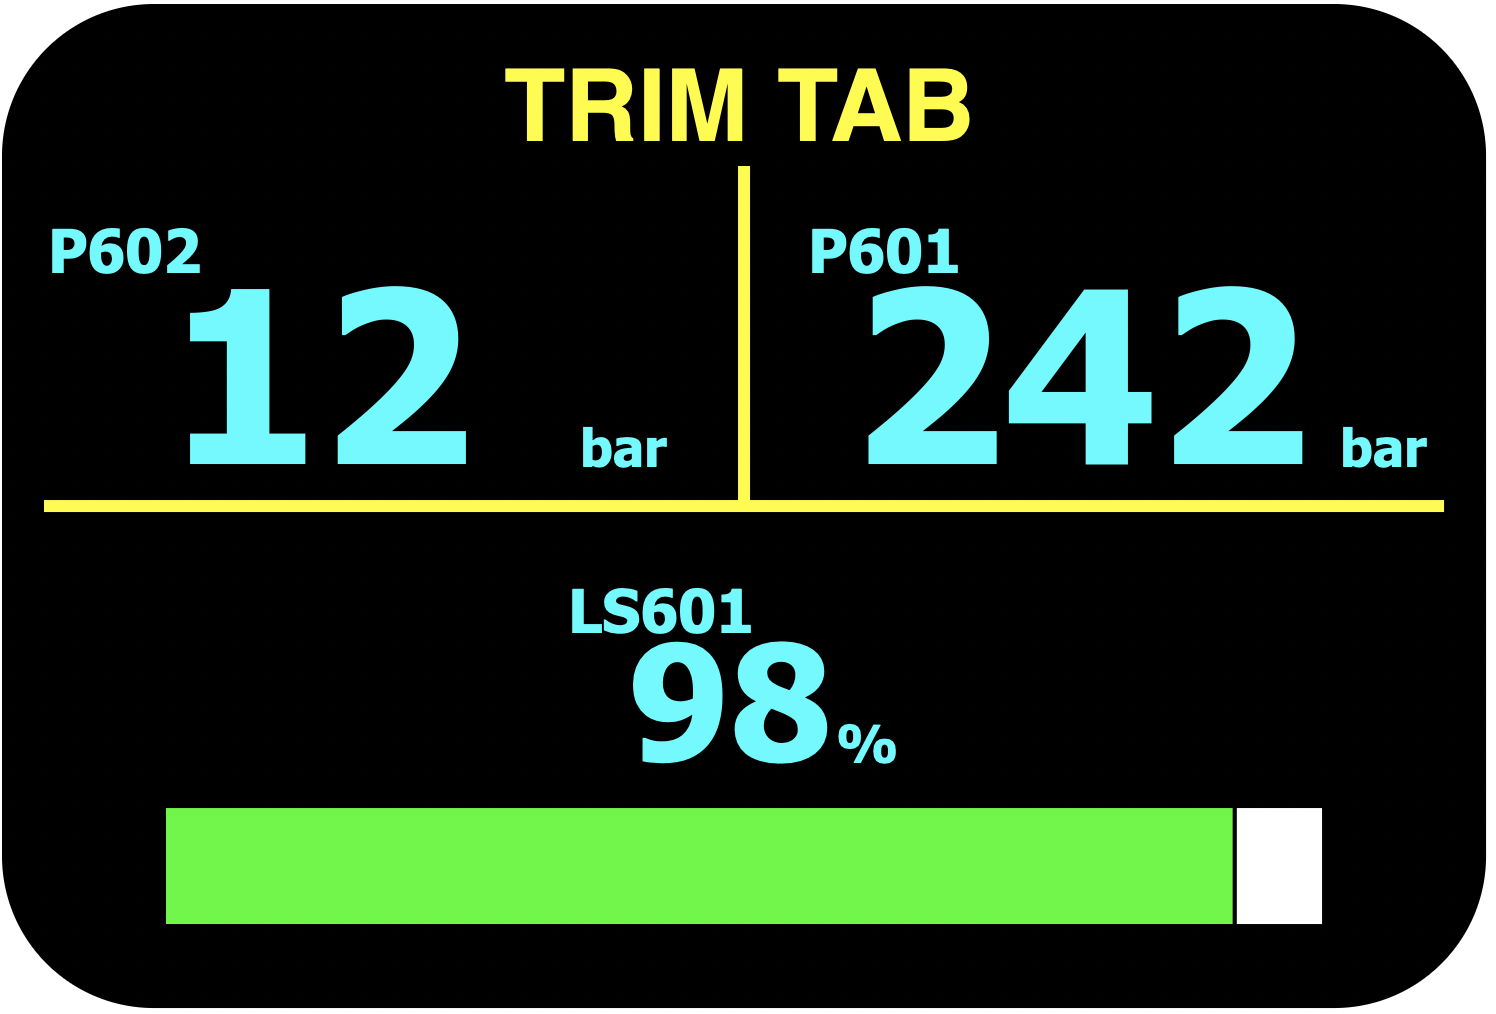 TRIM TAB
P602
12 bar
P601
242 bar
LS601
98 %